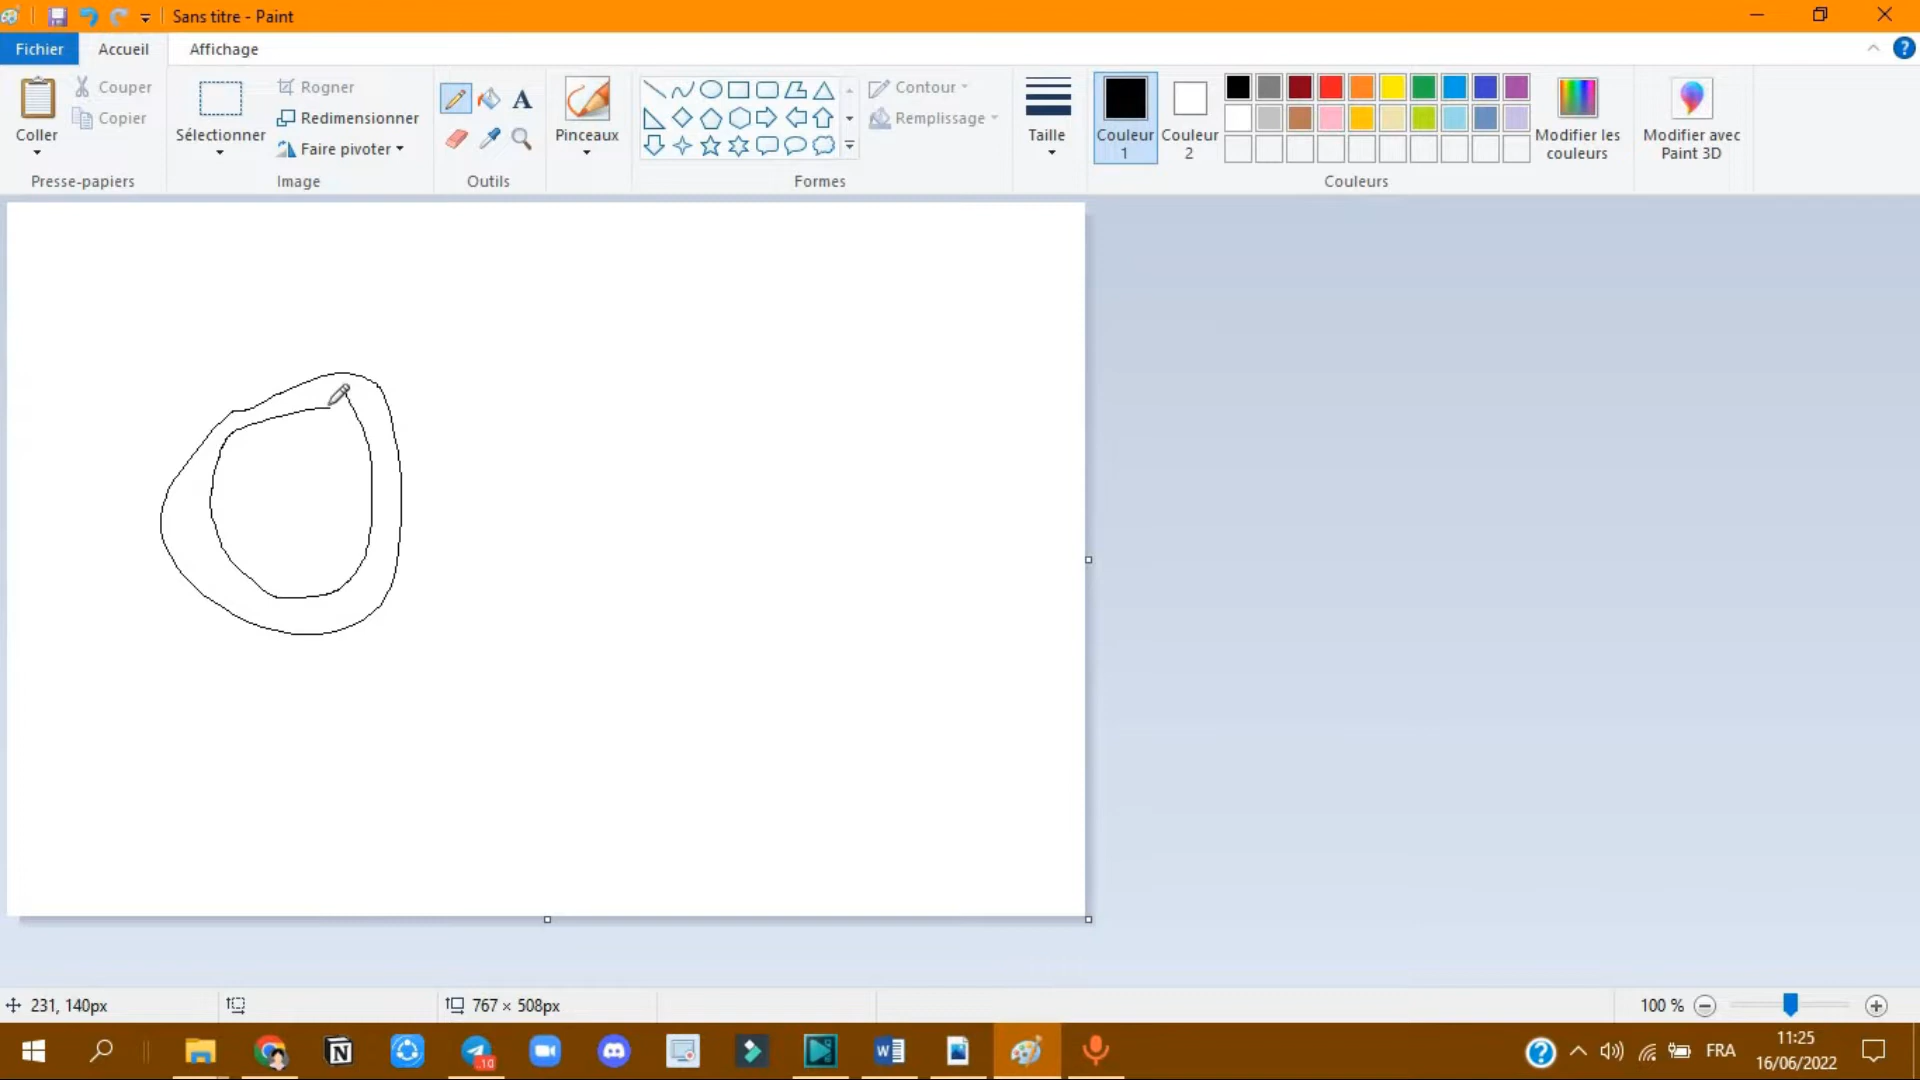 Sans titre - Paint
Fichier Accueil Affichage
Coller
Couper
Copier
Presse-papiers
Sélectionner
Rogner
Redimensionner
Faire pivoter
Image
A
Outils
Pinceaux
Contour
Remplissage
Formes
Taille
Couleur
1
Couleur
2
Couleurs
Modifier les
couleurs
Modifier avec
Paint 3D
231, 140px
767 × 508px
100 %
10
FRA
11:25
16/06/2022